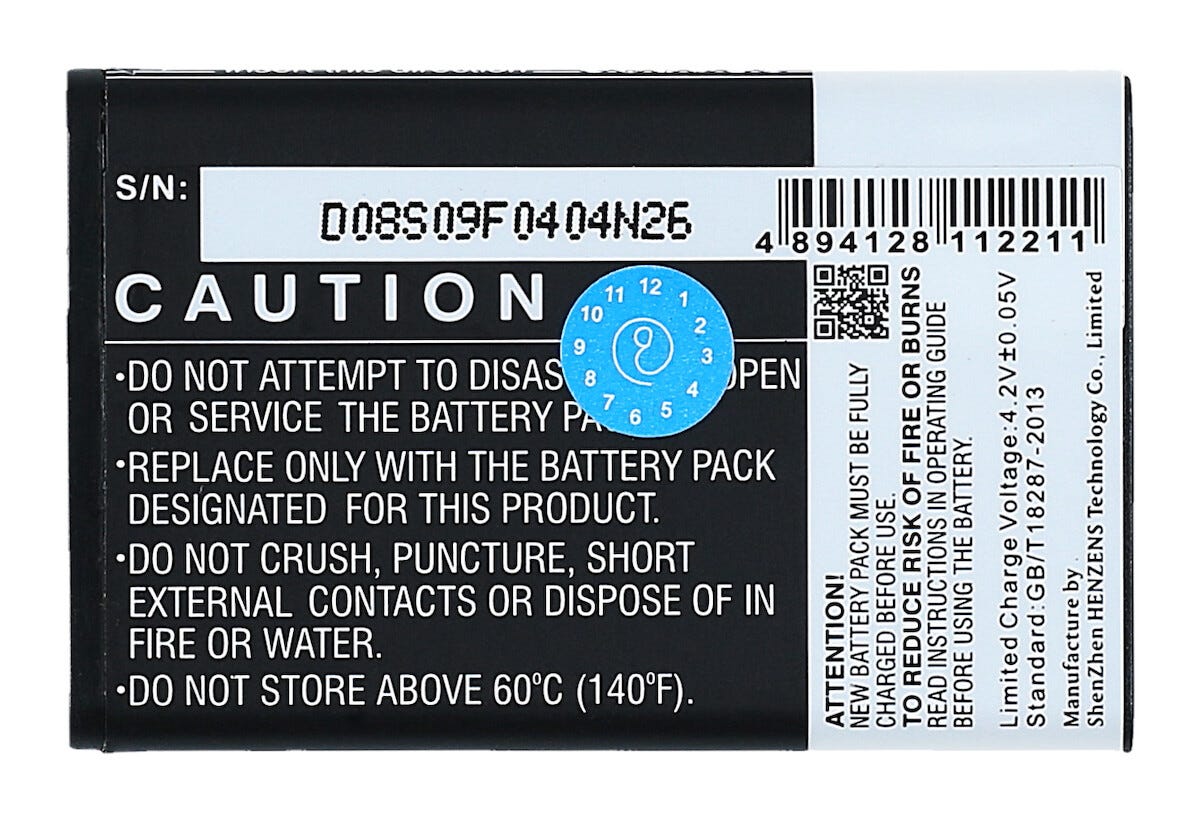 S/N:
D08S09F0404N26
4 894128 112211
CAUTION
12
1
2
3
4
5
6
7
8
9
10
11
•DO NOT ATTEMPT TO DISAS OPEN
OR SERVICE THE BATTERY PA
•REPLACE ONLY WITH THE BATTERY PACK
DESIGNATED FOR THIS PRODUCT.
•DO NOT CRUSH, PUNCTURE, SHORT
EXTERNAL CONTACTS OR DISPOSE OF IN
FIRE OR WATER.
•DO NOT STORE ABOVE 60ºC (140ºF).
ATTENTION!
NEW BATTERY PACK MUST BE FULLY
CHARGED BEFORE USE.
TO REDUCE RISK OF FIRE OR BURNS
READ INSTRUCTIONS IN OPERATING GUIDE
BEFORE USING THE BATTERY.
Limited Charge Voltage:4.2V±0.05V
Standard:GB/T18287-2013
Manufacture by
ShenZhen HENZENS Technology Co., Limited